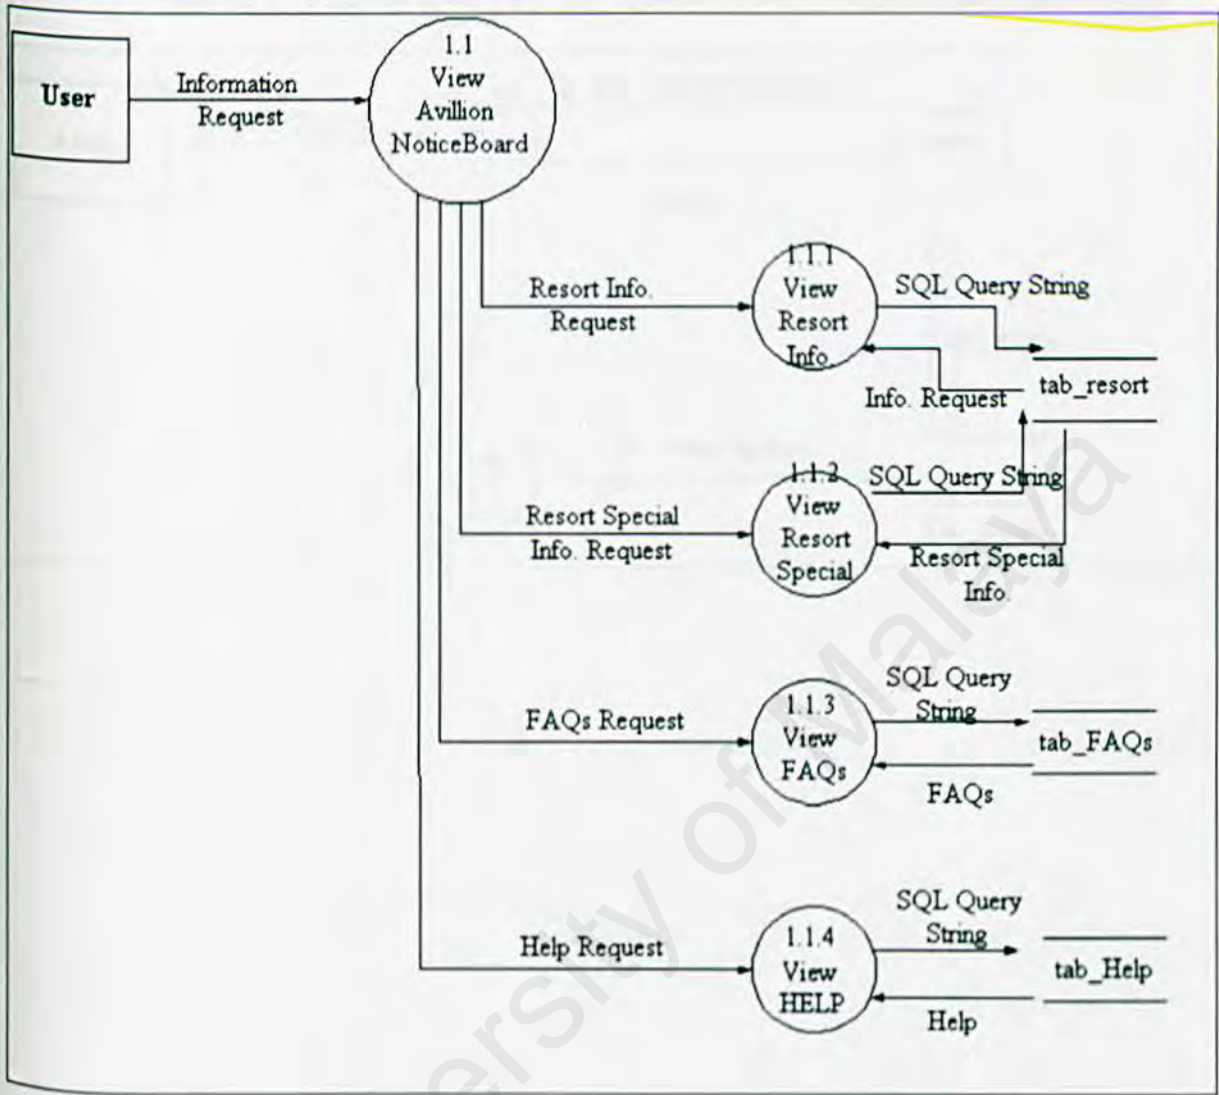 User
Information
Request
1.1
View
Avillion
NoticeBoard
Resort Info.
Request
1.1.1
View
Resort
Info.
SQL Query String
Info. Request
tab_resort
Resort Special
Info. Request
1.1.2
View
Resort
Special
SQL Query String
Resort Special
Info.
FAQs Request
1.1.3
View
FAQs
SQL Query
String
FAQs
tab_FAQs
Help Request
1.1.4
View
HELP
SQL Query
String
Help
tab_Help
ersity of Malaya